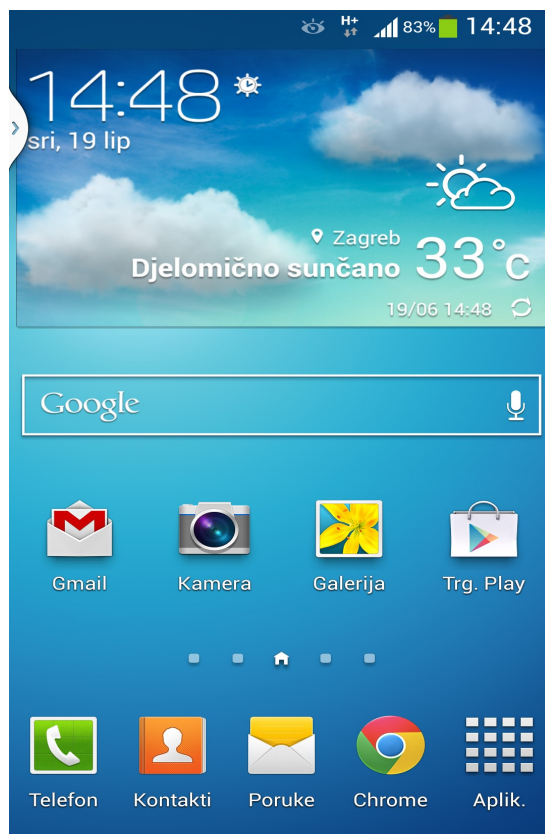 H+ 83% 14:48
14:48
sri, 19 lip
Zagreb
Djelomično sunčano 33°c
19/06 14:48
Google
Gmail Kamera Galerija Trg. Play
Telefon Kontakti Poruke Chrome Aplik.